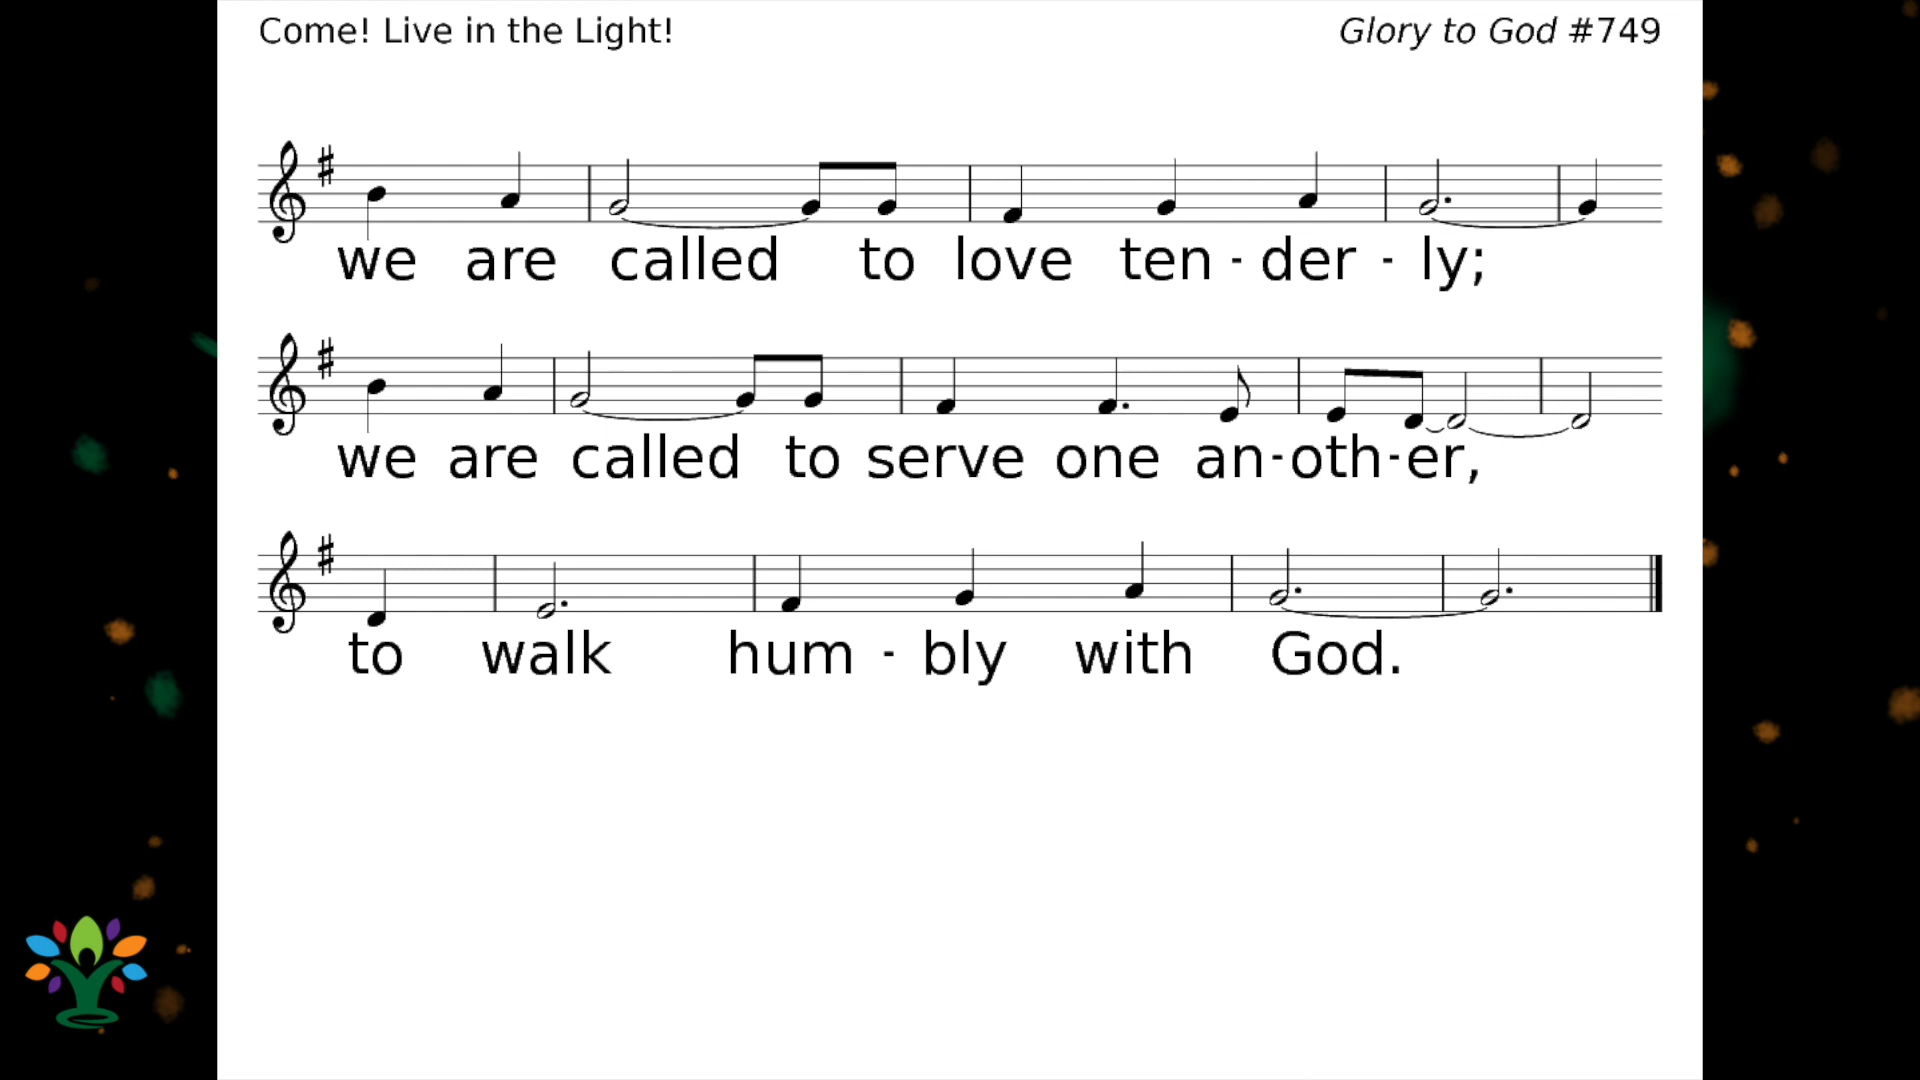 Come! Live in the Light!
Glory to God #749
we are called to love ten - der - ly;
we are called to serve one an-oth-er,
to walk hum - bly with God.